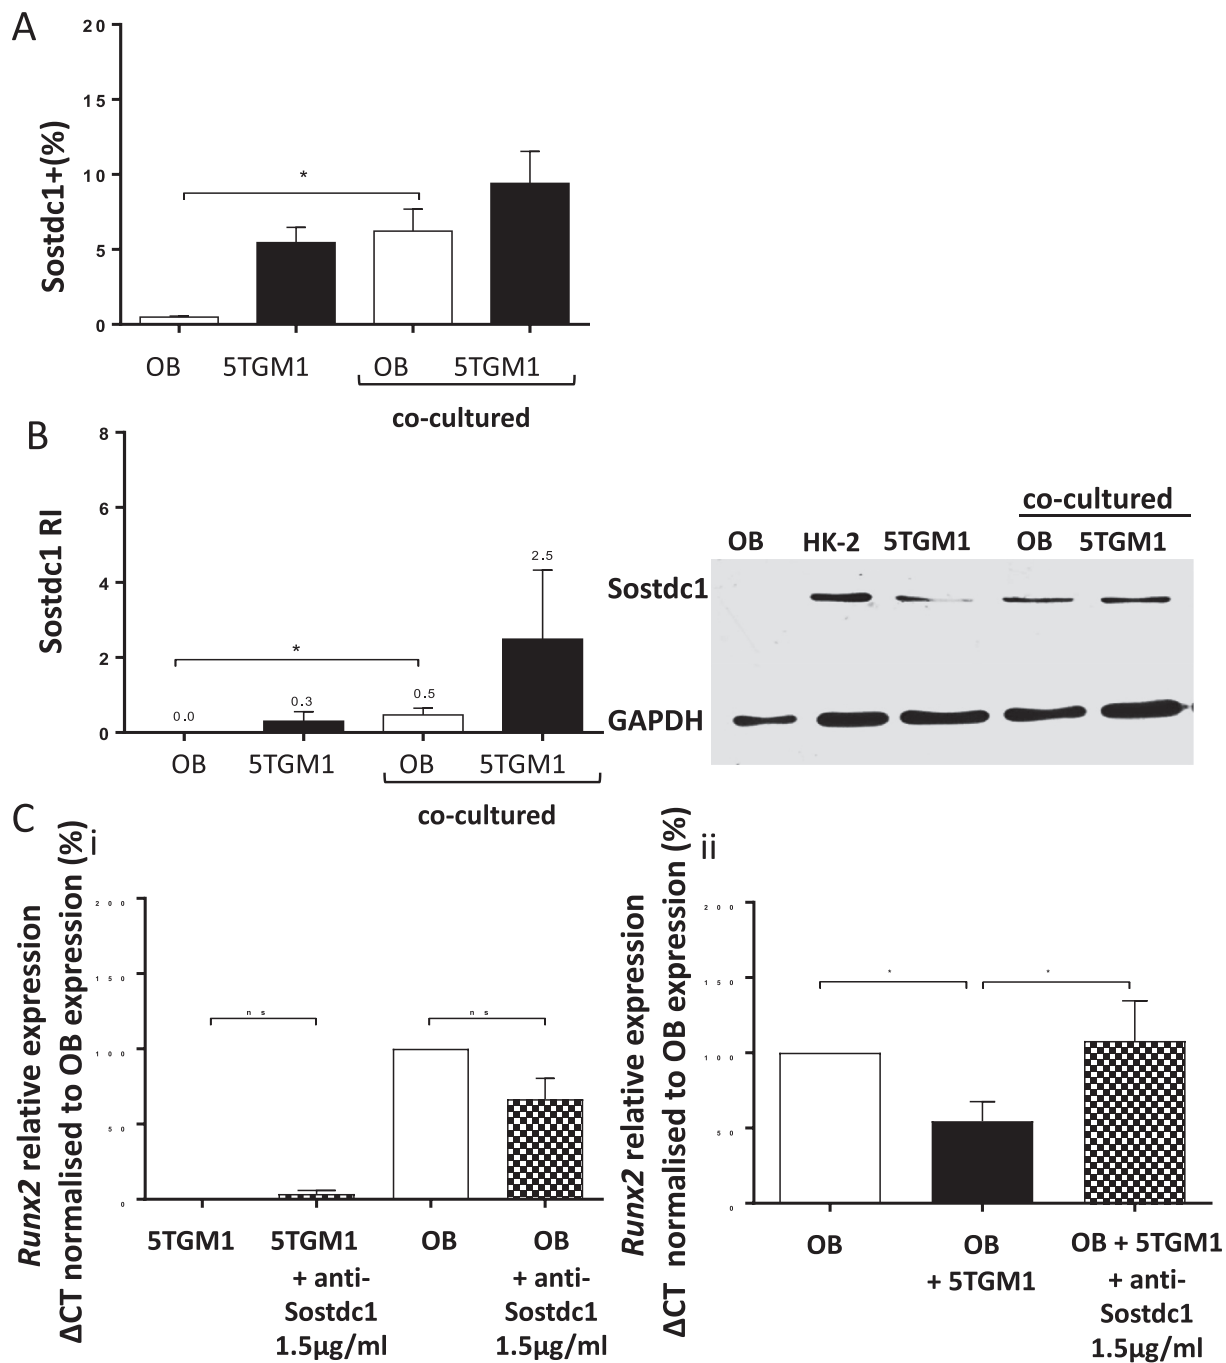 A
20
15
10
5
0
Sostdc1+(%)
*
OB 5TGM1 OB 5TGM1
co-cultured
B
8
6
4
2
0
Sostdc1 RI
*
0.0 0.3 0.5 2.5
OB 5TGM1 OB 5TGM1
co-cultured
co-cultured
OB HK-2 5TGM1 OB 5TGM1
Sostdc1
GAPDH
C
i
Runx2 relative expression
ΔCT normalised to OB expression (%)
200
150
100
50
0
ns ns
5TGM1 5TGM1 OB OB
+ anti- + anti-
Sostdc1 Sostdc1
1.5µg/ml 1.5µg/ml
ii
Runx2 relative expression
ΔCT normalised to OB expression (%)
200
150
100
50
0
* *
OB OB OB + 5TGM1
+ 5TGM1 + anti-
Sostdc1
1.5µg/ml